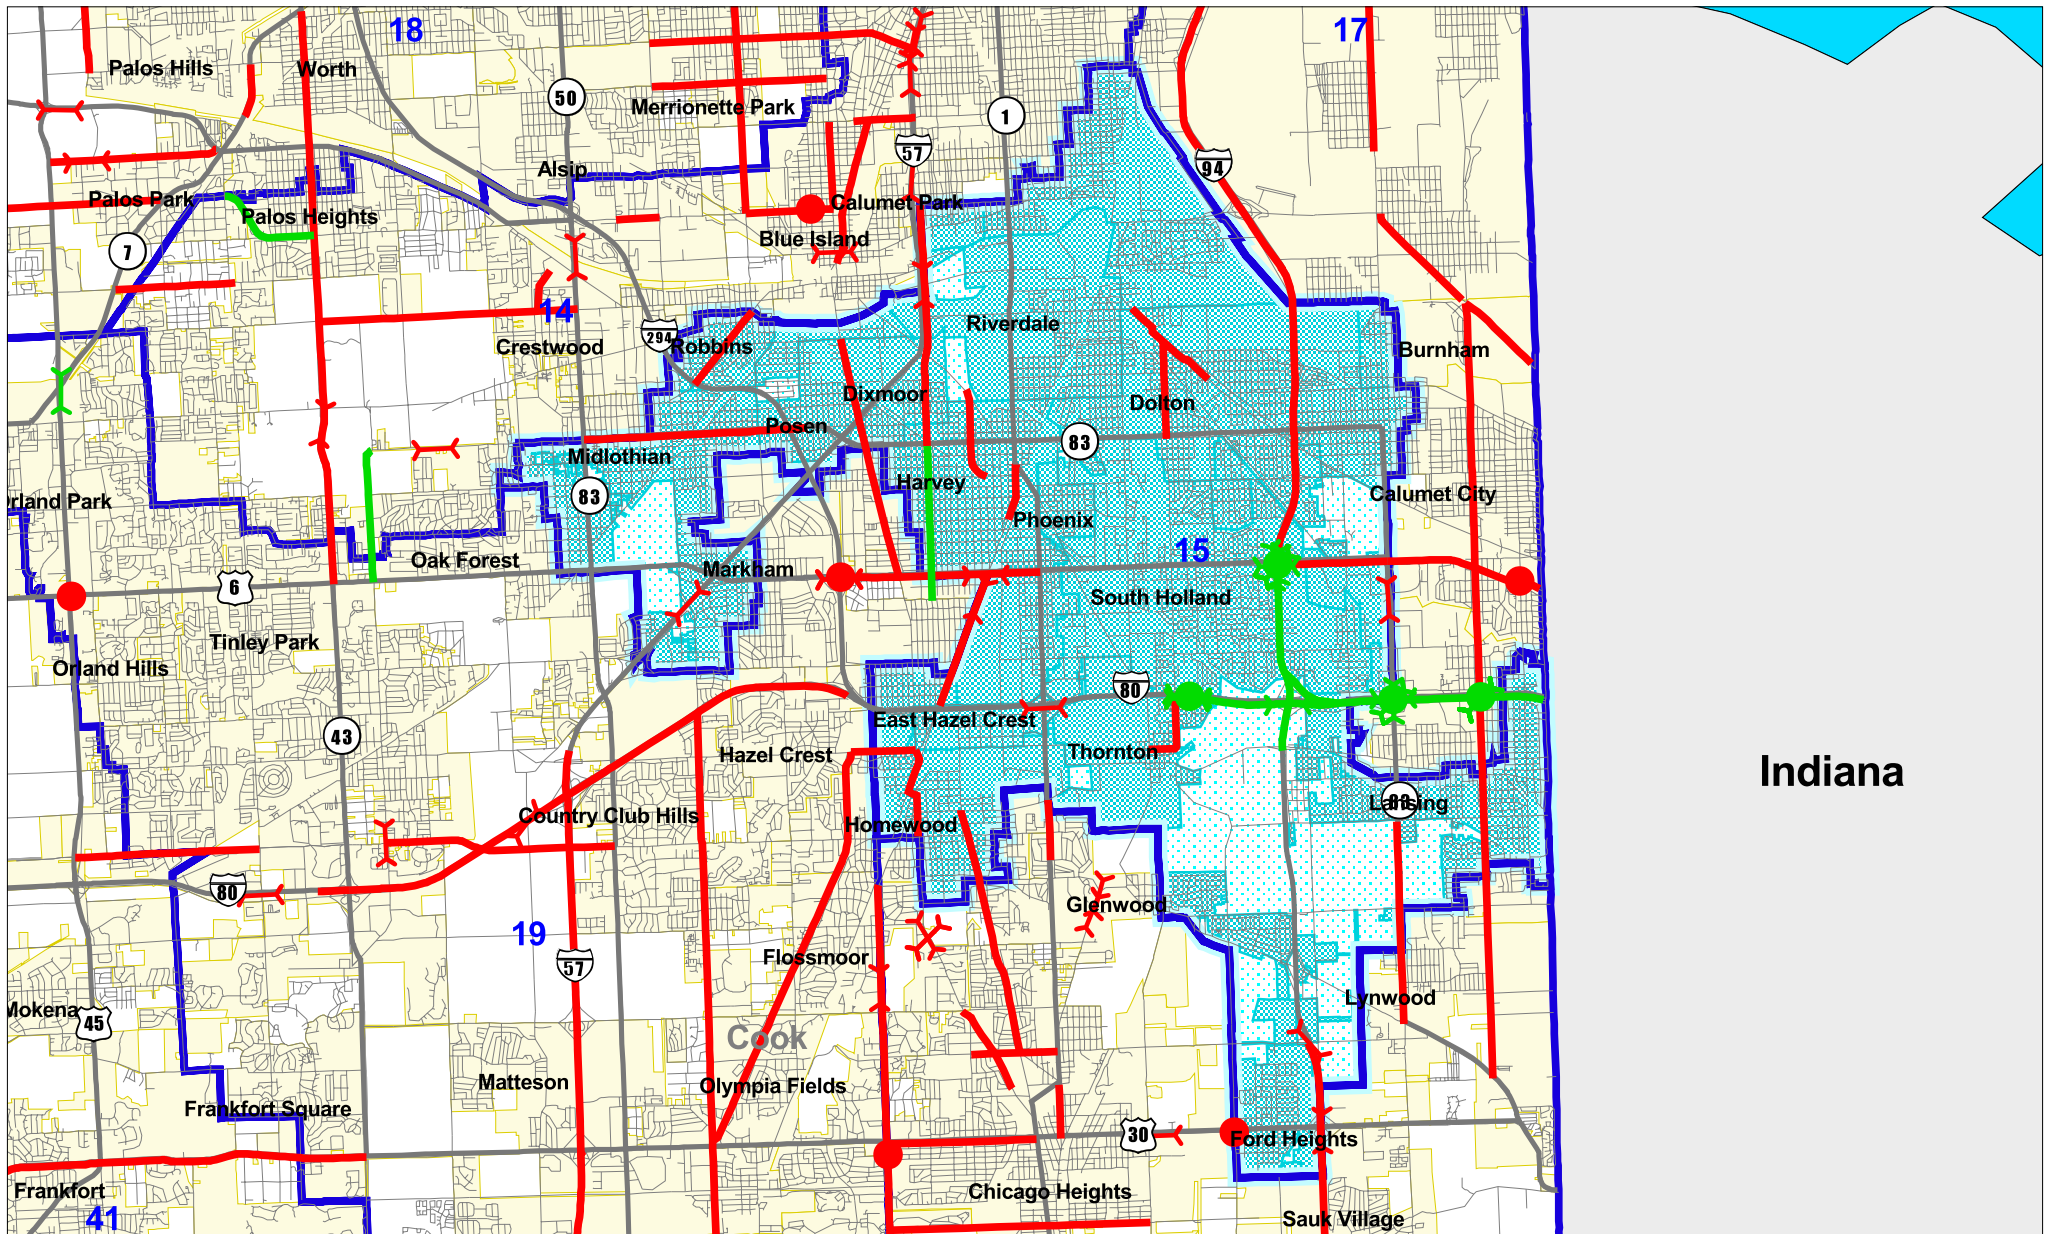 18
17
Palos Hills
Worth
50
Merrionette Park
1
57
94
Alsip
Palos Park
Palos Heights
Calumet Park
7
Blue Island
14
294
Crestwood
Robbins
Riverdale
Burnham
Dixmoor
Dolton
Posen
83
Midlothian
Harvey
83
Calumet City
Orland Park
Phoenix
15
Oak Forest
Markham
6
South Holland
Tinley Park
Orland Hills
80
East Hazel Crest
43
Hazel Crest
Thornton
Indiana
83
Lansing
Country Club Hills
Homewood
80
Glenwood
19
Flossmoor
57
Lynwood
Mokena
45
Cook
Matteson
Olympia Fields
Frankfort Square
30
Ford Heights
Frankfort
Chicago Heights
41
Sauk Village